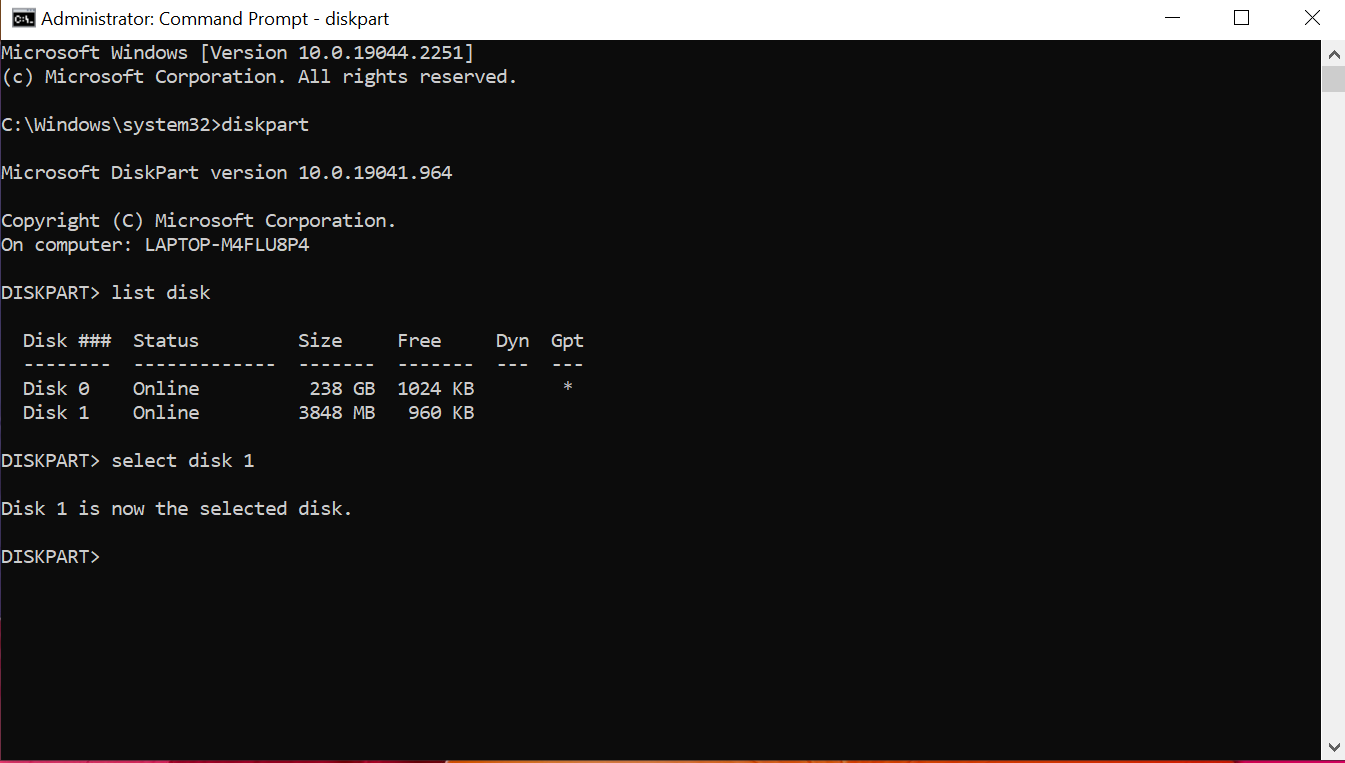 Administrator: Command Prompt - diskpart
Microsoft Windows [Version 10.0.19044.2251]
(c) Microsoft Corporation. All rights reserved.
C:\Windows\system32>diskpart
Microsoft DiskPart version 10.0.19041.964
Copyright (C) Microsoft Corporation.
On computer: LAPTOP-M4FLU8P4
DISKPART> list disk
  Disk ###  Status         Size     Free     Dyn  Gpt
  --------  -------------  -------  -------  ---  ---
  Disk 0    Online          238 GB  1024 KB        *
  Disk 1    Online         3848 MB   960 KB
DISKPART> select disk 1
Disk 1 is now the selected disk.
DISKPART>